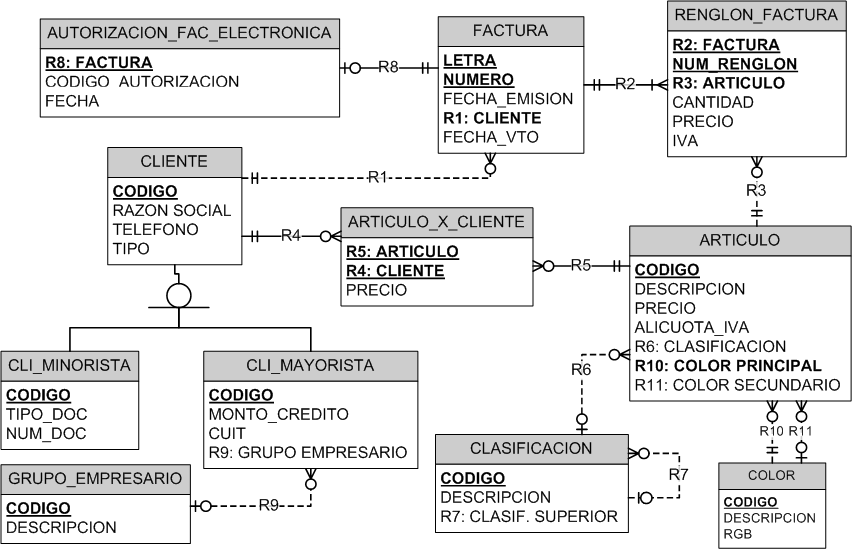 AUTORIZACION_FAC_ELECTRONICA
R8: FACTURA
CODIGO_AUTORIZACION
FECHA
R8
FACTURA
LETRA
NUMERO
FECHA_EMISION
R1: CLIENTE
FECHA_VTO
R2
RENGLON_FACTURA
R2: FACTURA
NUM_RENGLON
R3: ARTICULO
CANTIDAD
PRECIO
IVA
CLIENTE
CODIGO
RAZON SOCIAL
TELEFONO
TIPO
R1
R4
ARTICULO_X_CLIENTE
R5: ARTICULO
R4: CLIENTE
PRECIO
R5
R3
ARTICULO
CODIGO
DESCRIPCION
PRECIO
ALICUOTA_IVA
R6: CLASIFICACION
R10: COLOR PRINCIPAL
R11: COLOR SECUNDARIO
CLI_MINORISTA
CODIGO
TIPO_DOC
NUM_DOC
CLI_MAYORISTA
CODIGO
MONTO_CREDITO
CUIT
R9: GRUPO EMPRESARIO
R6
R10
R11
GRUPO_EMPRESARIO
CODIGO
DESCRIPCION
R9
CLASIFICACION
CODIGO
DESCRIPCION
R7: CLASIF. SUPERIOR
R7
COLOR
CODIGO
DESCRIPCION
RGB